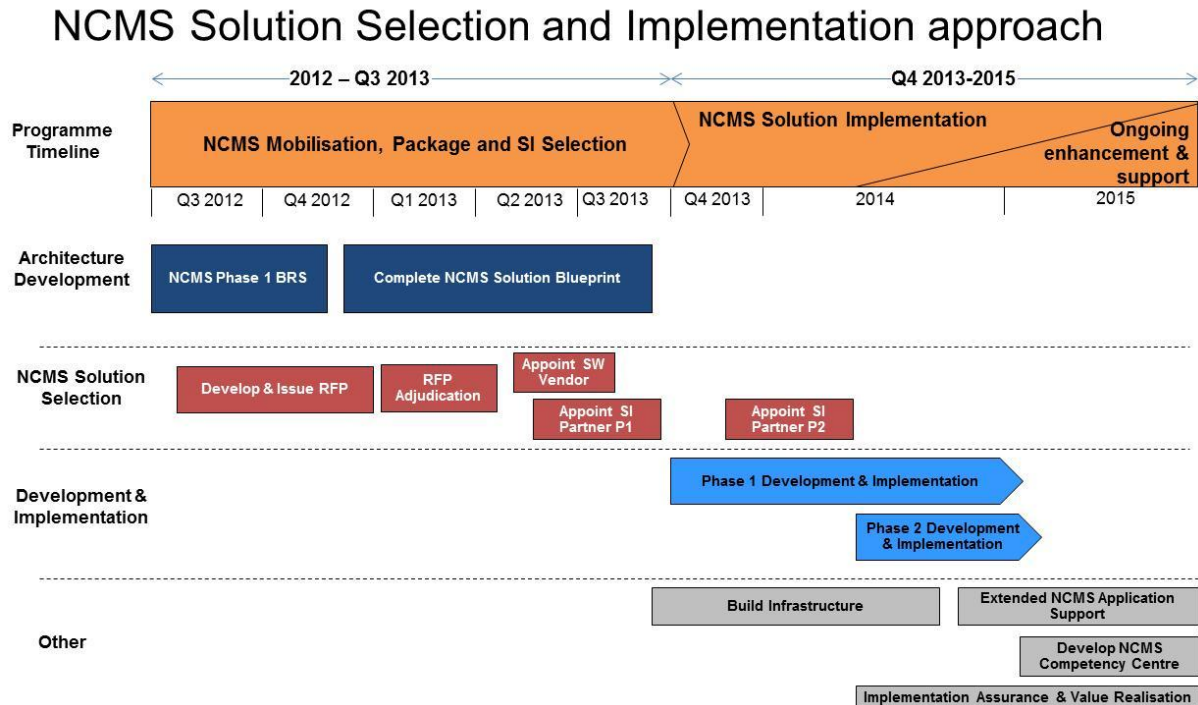 NCMS Solution Selection and Implementation approach
2012 – Q3 2013
Q4 2013-2015
Programme
Timeline
NCMS Mobilisation, Package and SI Selection
NCMS Solution Implementation
Ongoing
enhancement &
support
Q3 2012
Q4 2012
Q1 2013
Q2 2013
Q3 2013
Q4 2013
2014
2015
Architecture
Development
NCMS Phase 1 BRS
Complete NCMS Solution Blueprint
NCMS Solution
Selection
Develop & Issue RFP
RFP
Adjudication
Appoint SW
Vendor
Appoint SI
Partner P1
Appoint SI
Partner P2
Development &
Implementation
Phase 1 Development & Implementation
Phase 2 Development
& Implementation
Other
Build Infrastructure
Extended NCMS Application
Support
Develop NCMS
Competency Centre
Implementation Assurance & Value Realisation